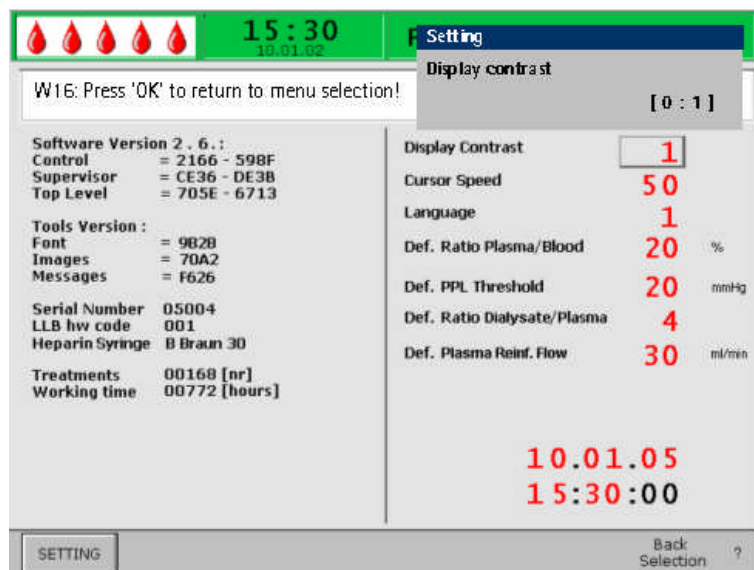 15:30
10.01.02
Setting
Display contrast
[ 0 : 1 ]
W16: Press 'OK' to return to menu selection!
Software Version 2 . 6 . :
Control = 2166 - 598F
Supervisor = CE36 - DE3B
Top Level = 705E - 6713
Tools Version :
Font = 9B2B
Images = 70A2
Messages = F626
Serial Number 05004
LLB hw code 001
Heparin Syringe B Braun 30
Treatments 00168 [nr]
Working time 00772 [hours]
Display Contrast 1
Cursor Speed 50
Language 1
Def. Ratio Plasma/Blood 20 %
Def. PPL Threshold 20 mmHg
Def. Ratio Dialysate/Plasma 4
Def. Plasma Reinf. Flow 30 ml/min
10.01.05
15:30:00
SETTING
Back
Selection ?